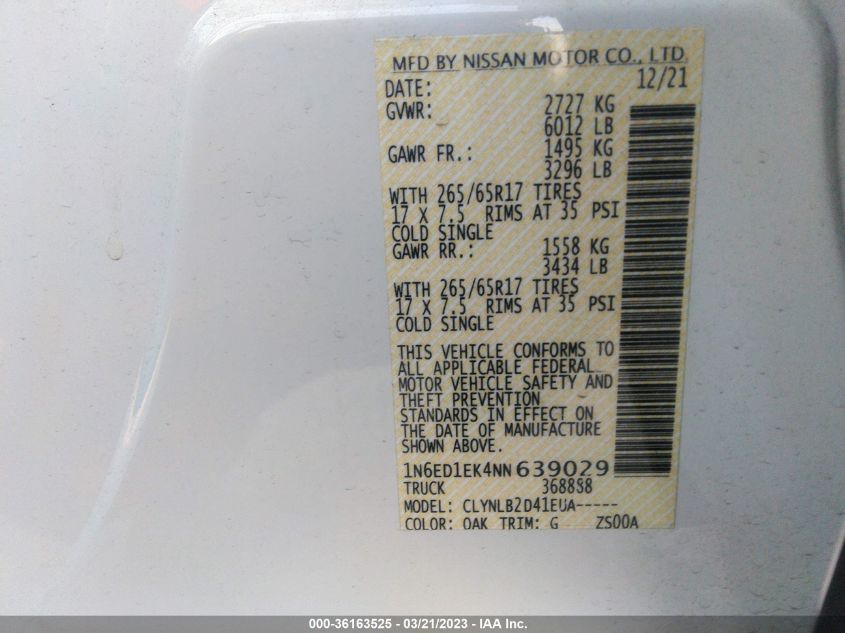 MFD BY NISSAN MOTOR CO., LTD.
DATE: 12/21
GVWR: 2727 KG
6012 LB
GAWR FR.: 1495 KG
3296 LB
WITH 265/65R17 TIRES
17 X 7.5 RIMS AT 35 PSI
COLD SINGLE
GAWR RR.: 1558 KG
3434 LB
WITH 265/65R17 TIRES
17 X 7.5 RIMS AT 35 PSI
COLD SINGLE
THIS VEHICLE CONFORMS TO
ALL APPLICABLE FEDERAL
MOTOR VEHICLE SAFETY AND
THEFT PREVENTION
STANDARDS IN EFFECT ON
THE DATE OF MANUFACTURE
SHOWN ABOVE.
1N6ED1EK4NN639029
TRUCK 368888
MODEL: CLYNLB2D41EUA-----
COLOR: QAK TRIM: G ZS00A
000-36163525 - 03/21/2023 - IAA Inc.